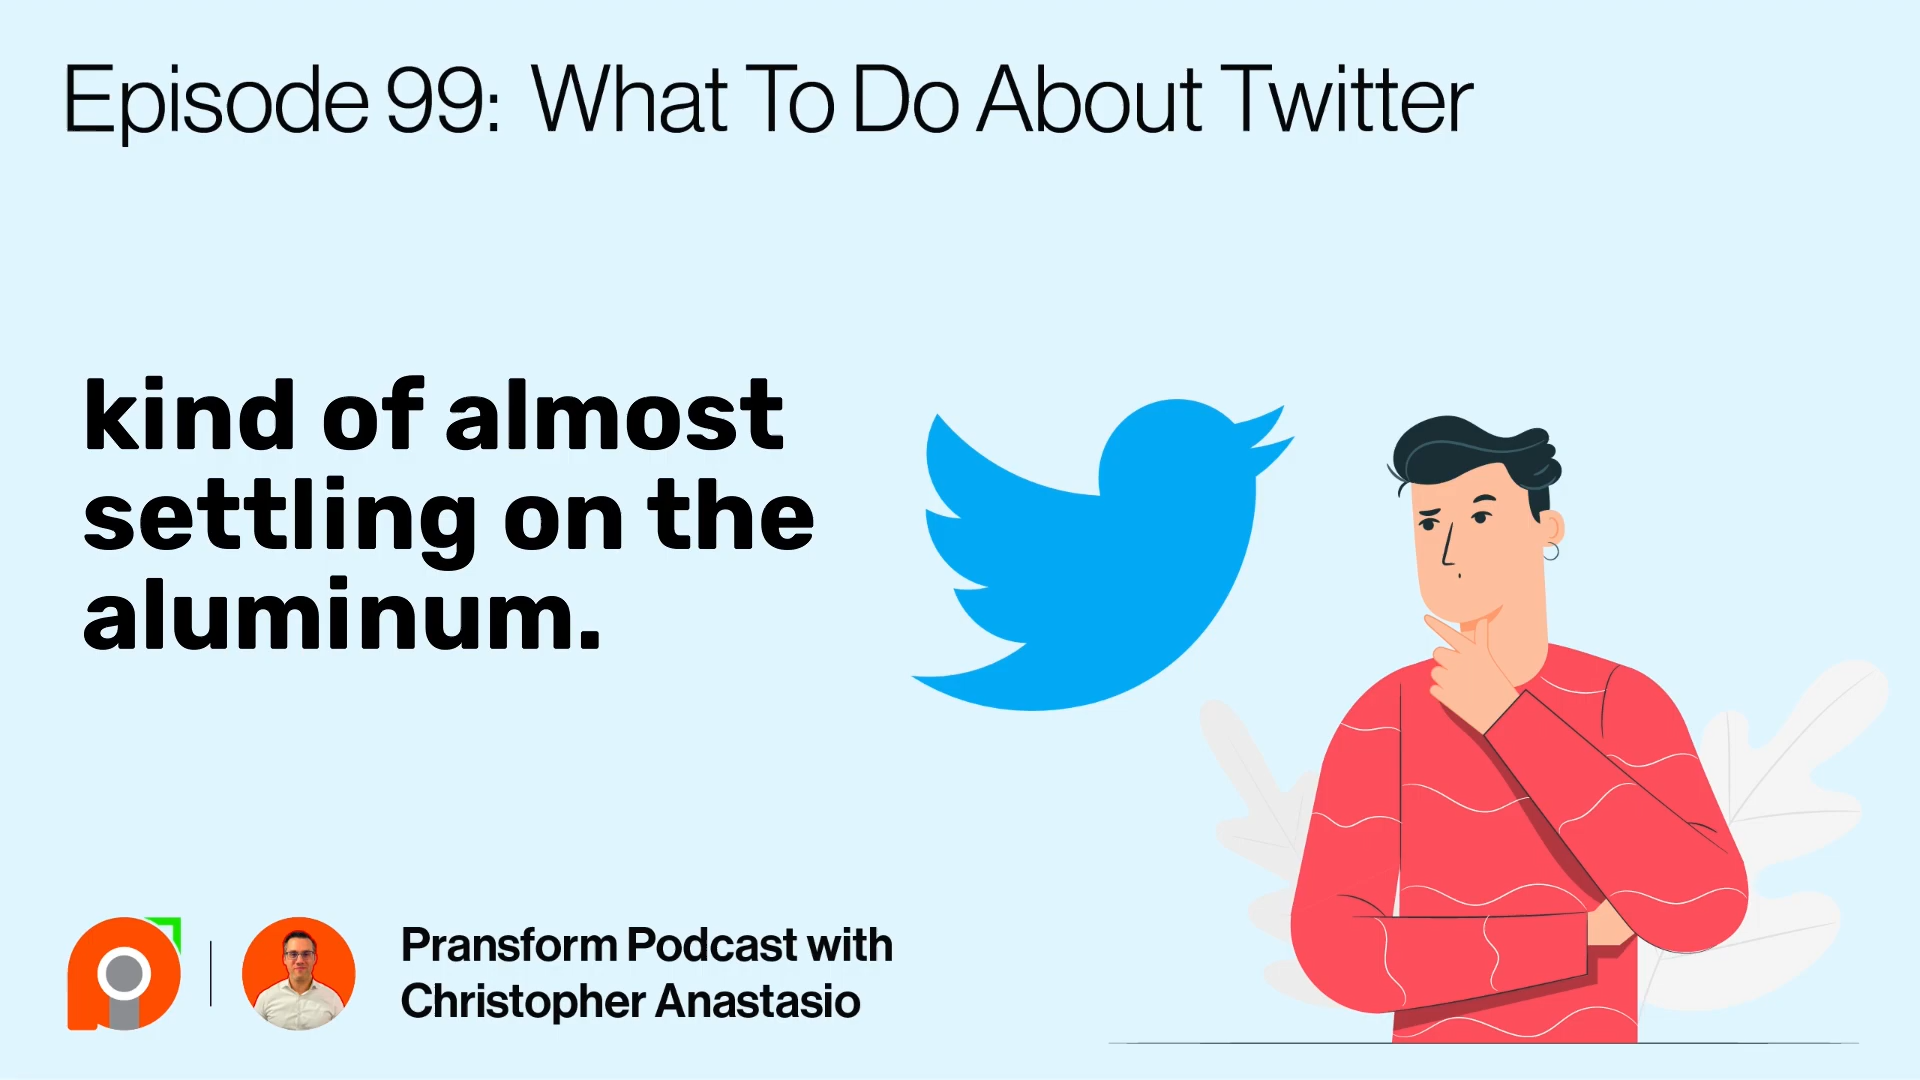 Episode 99: What To Do About Twitter
kind of almost
settling on the
aluminum.
Pransform Podcast with
Christopher Anastasio